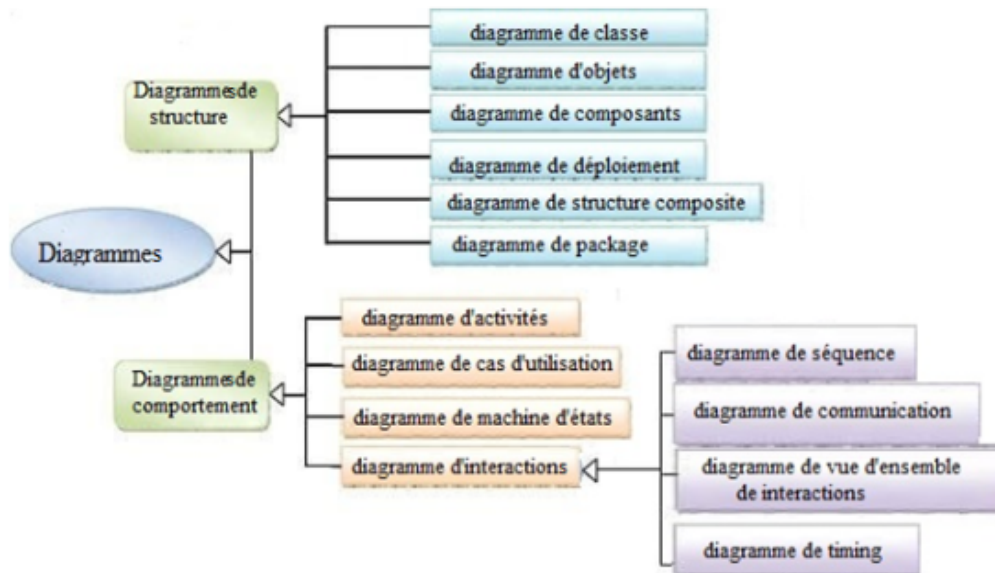 diagramme de classe
diagramme d'objets
Diagrammesde
structure
diagramme de composants
diagramme de déploiement
diagramme de structure composite
diagramme de package
Diagrammes
diagramme d'activités
diagramme de cas d'utilisation
Diagrammesde
comportement
diagramme de machine d'états
diagramme d'interactions
diagramme de séquence
diagramme de communication
diagramme de vue d'ensemble
de interactions
diagramme de timing